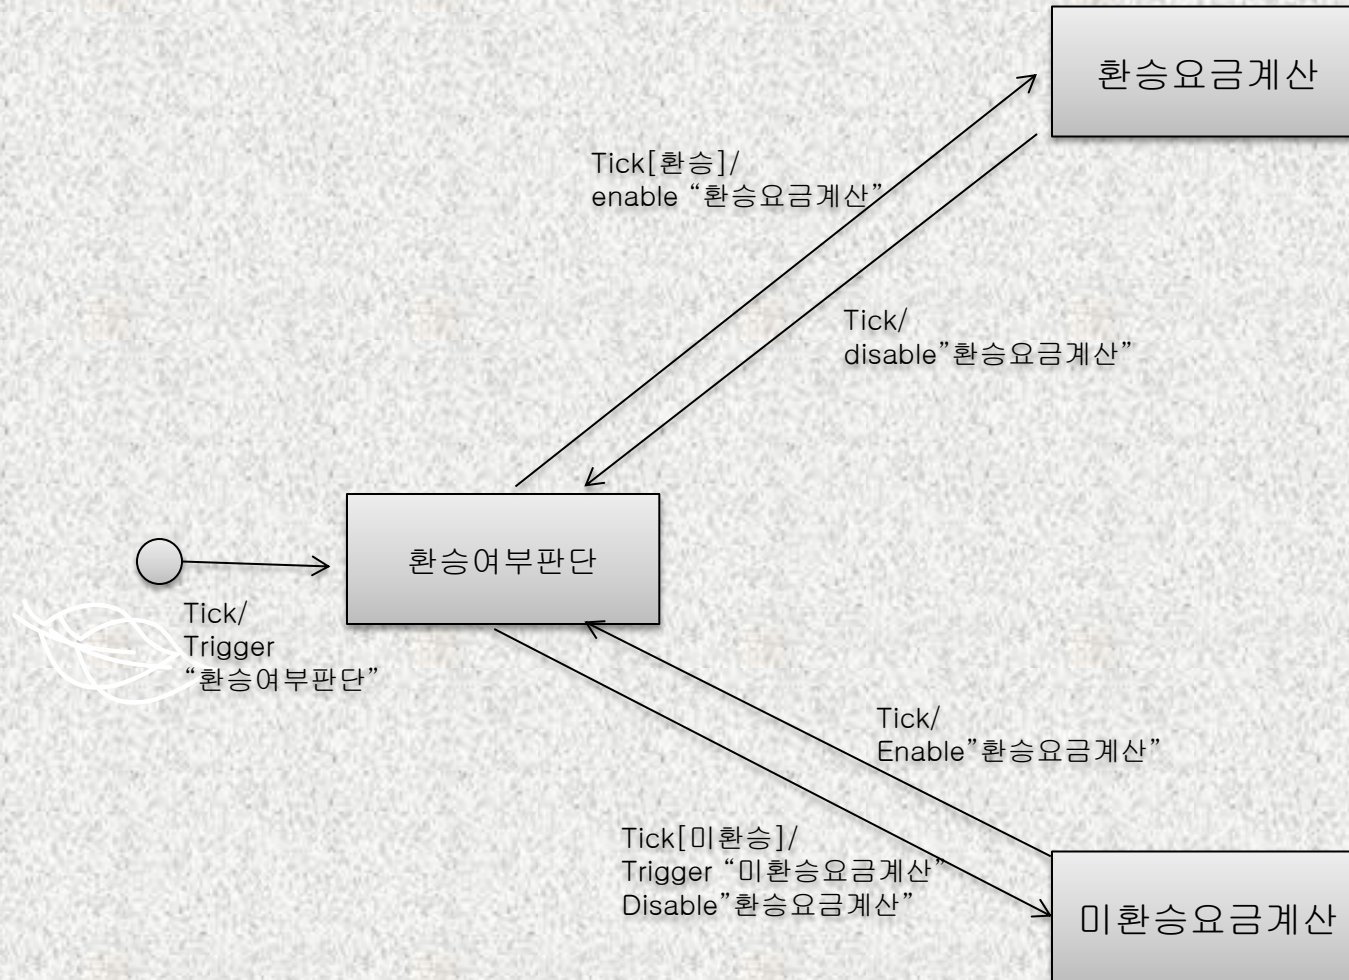 환승요금계산
Tick[환승]/
enable “환승요금계산”
Tick/
disable”환승요금계산”
환승여부판단
Tick/
Trigger
“환승여부판단”
Tick/
Enable”환승요금계산”
Tick[미환승]/
Trigger “미환승요금계산”
Disable”환승요금계산”
미환승요금계산